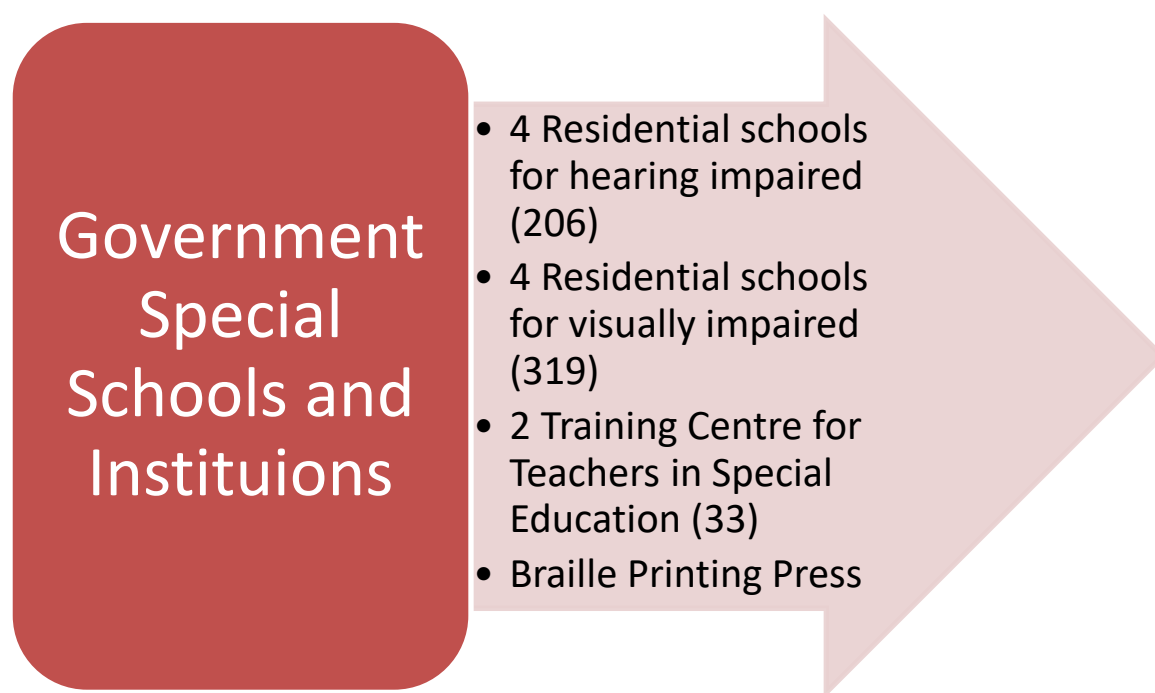 Government
Special
Schools and
Instituions
• 4 Residential schools
for hearing impaired
(206)
• 4 Residential schools
for visually impaired
(319)
• 2 Training Centre for
Teachers in Special
Education (33)
• Braille Printing Press